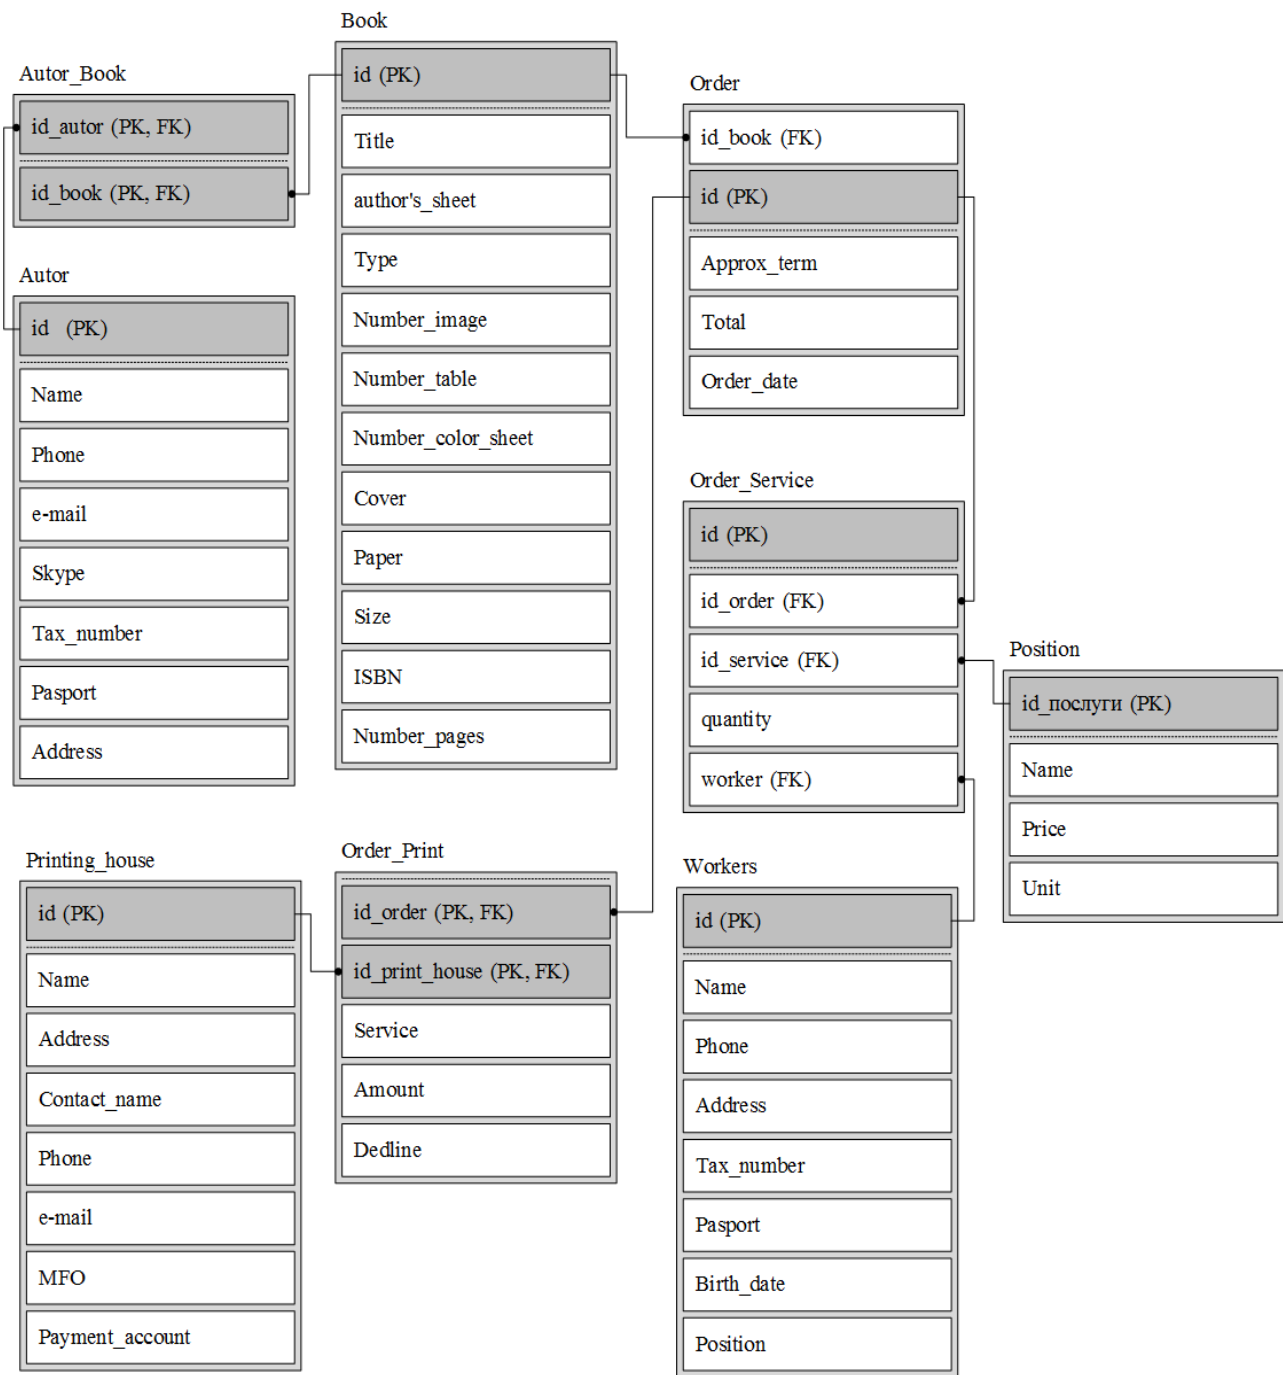 Autor_Book
id_autor (PK, FK)
id_book (PK, FK)
Autor
id (PK)
Name
Phone
e-mail
Skype
Tax_number
Pasport
Address
Book
id (PK)
Title
author's_sheet
Type
Number_image
Number_table
Number_color_sheet
Cover
Paper
Size
ISBN
Number_pages
Order
id_book (FK)
id (PK)
Approx_term
Total
Order_date
Order_Service
id (PK)
id_order (FK)
id_service (FK)
quantity
worker (FK)
Position
id_послуги (PK)
Name
Price
Unit
Printing_house
id (PK)
Name
Address
Contact_name
Phone
e-mail
MFO
Payment_account
Order_Print
id_order (PK, FK)
id_print_house (PK, FK)
Service
Amount
Dedline
Workers
id (PK)
Name
Phone
Address
Tax_number
Pasport
Birth_date
Position